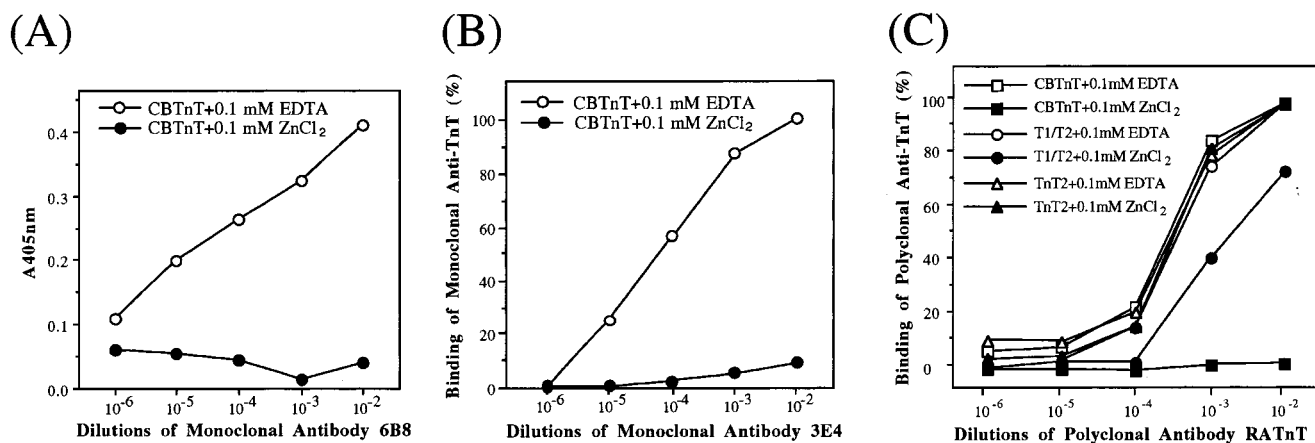 (A)
CBTnT+0.1 mM EDTA
CBTnT+0.1 mM ZnCl2
A405nm
0.4
0.3
0.2
0.1
0.0
10-6
10-5
10-4
10-3
10-2
Dilutions of Monoclonal Antibody 6B8
(B)
CBTnT+0.1 mM EDTA
CBTnT+0.1 mM ZnCl2
Binding of Monoclonal Anti-TnT (%)
100
80
60
40
20
0
10-6
10-5
10-4
10-3
10-2
Dilutions of Monoclonal Antibody 3E4
(C)
CBTnT+0.1mM EDTA
CBTnT+0.1mM ZnCl2
T1/T2+0.1mM EDTA
T1/T2+0.1mM ZnCl2
TnT2+0.1mM EDTA
TnT2+0.1mM ZnCl2
Binding of Polyclonal Anti-TnT (%)
100
80
60
40
20
0
10-6
10-5
10-4
10-3
10-2
Dilutions of Polyclonal Antibody RATnT